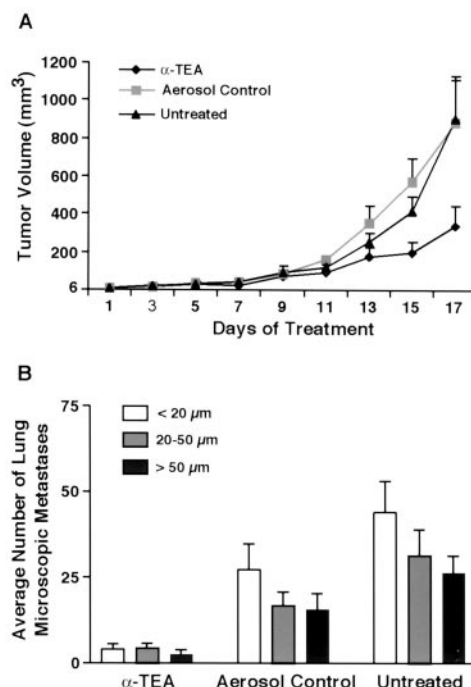 A
α-TEA
Aerosol Control
Untreated
Tumor Volume (mm³)
1200
1000
800
600
400
200
6
1 3 5 7 9 11 13 15 17
Days of Treatment
B
< 20 µm
20-50 µm
> 50 µm
Average Number of Lung
Microscopic Metastases
75
50
25
0
α-TEA Aerosol Control Untreated